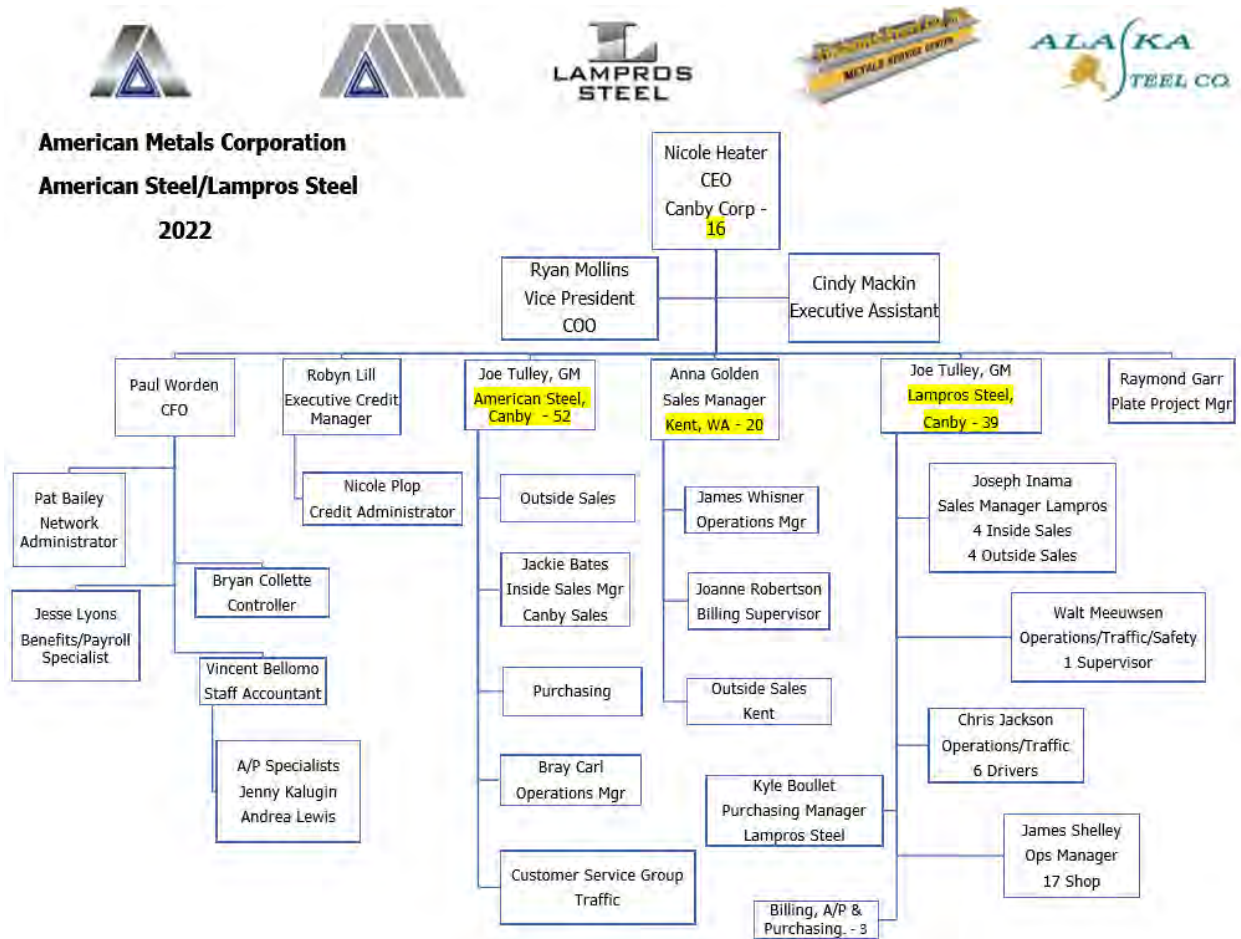 LAMPROS
STEEL
METALS SERVICE CENTER
ALASKA
STEEL CO.
American Metals Corporation
American Steel/Lampros Steel
2022
Nicole Heater
CEO
Canby Corp -
16
Ryan Mollins
Vice President
COO
Cindy Mackin
Executive Assistant
Paul Worden
CFO
Robyn Lill
Executive Credit
Manager
Joe Tulley, GM
American Steel,
Canby - 52
Anna Golden
Sales Manager
Kent, WA - 20
Joe Tulley, GM
Lampros Steel,
Canby - 39
Raymond Garr
Plate Project Mgr
Pat Bailey
Network
Administrator
Bryan Collette
Controller
Jesse Lyons
Benefits/Payroll
Specialist
Vincent Bellomo
Staff Accountant
A/P Specialists
Jenny Kalugin
Andrea Lewis
Nicole Plop
Credit Administrator
Outside Sales
Jackie Bates
Inside Sales Mgr
Canby Sales
Purchasing
Bray Carl
Operations Mgr
Customer Service Group
Traffic
James Whisner
Operations Mgr
Joanne Robertson
Billing Supervisor
Outside Sales
Kent
Joseph Inama
Sales Manager Lampros
4 Inside Sales
4 Outside Sales
Walt Meeuwsen
Operations/Traffic/Safety
1 Supervisor
Chris Jackson
Operations/Traffic
6 Drivers
Kyle Boullet
Purchasing Manager
Lampros Steel
James Shelley
Ops Manager
17 Shop
Billing, A/P &
Purchasing. - 3